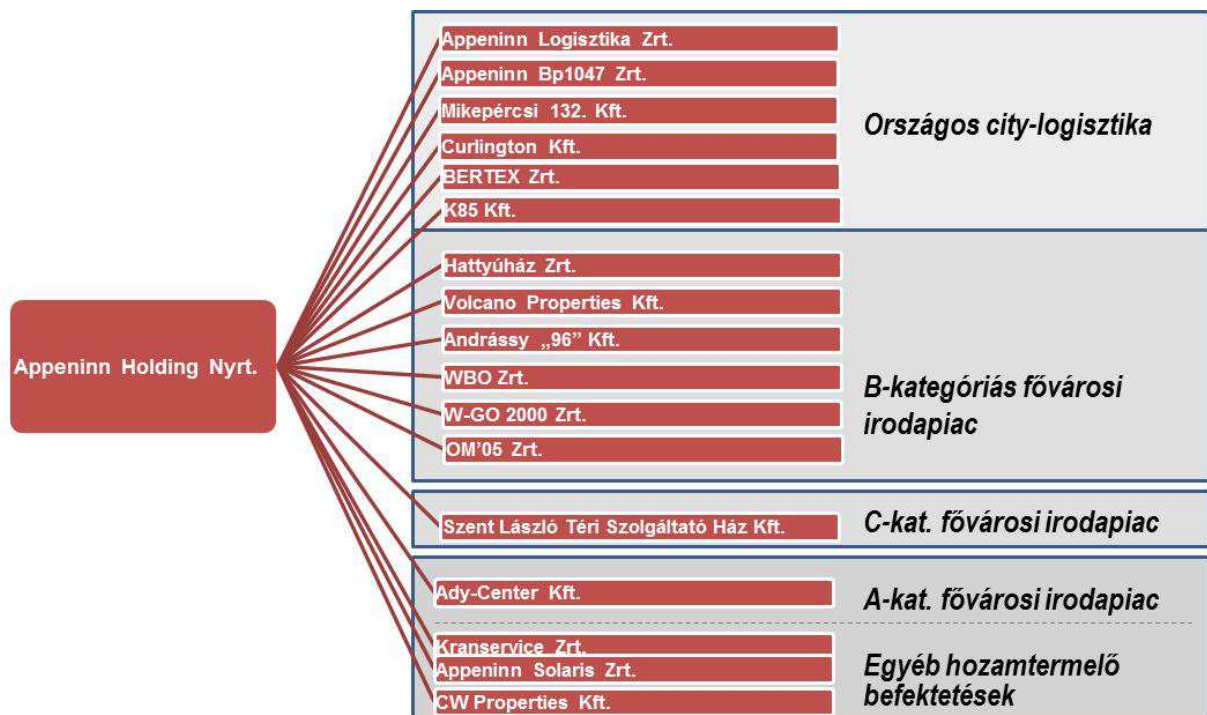 Appeninn Holding Nyrt.
Appeninn Logisztika Zrt.
Appeninn Bp1047 Zrt.
Mikepércsi 132. Kft.
Curlington Kft.
BERTEX Zrt.
K85 Kft.
Országos city-logisztika
Hattyúház Zrt.
Volcano Properties Kft.
Andrássy „96” Kft.
WBO Zrt.
W-GO 2000 Zrt.
OM’05 Zrt.
B-kategóriás fővárosi
irodapiac
Szent László Téri Szolgáltató Ház Kft.
C-kat. fővárosi irodapiac
Ady-Center Kft.
A-kat. fővárosi irodapiac
Kranservice Zrt.
Appeninn Solaris Zrt.
CW Properties Kft.
Egyéb hozamtermelő
befektetések